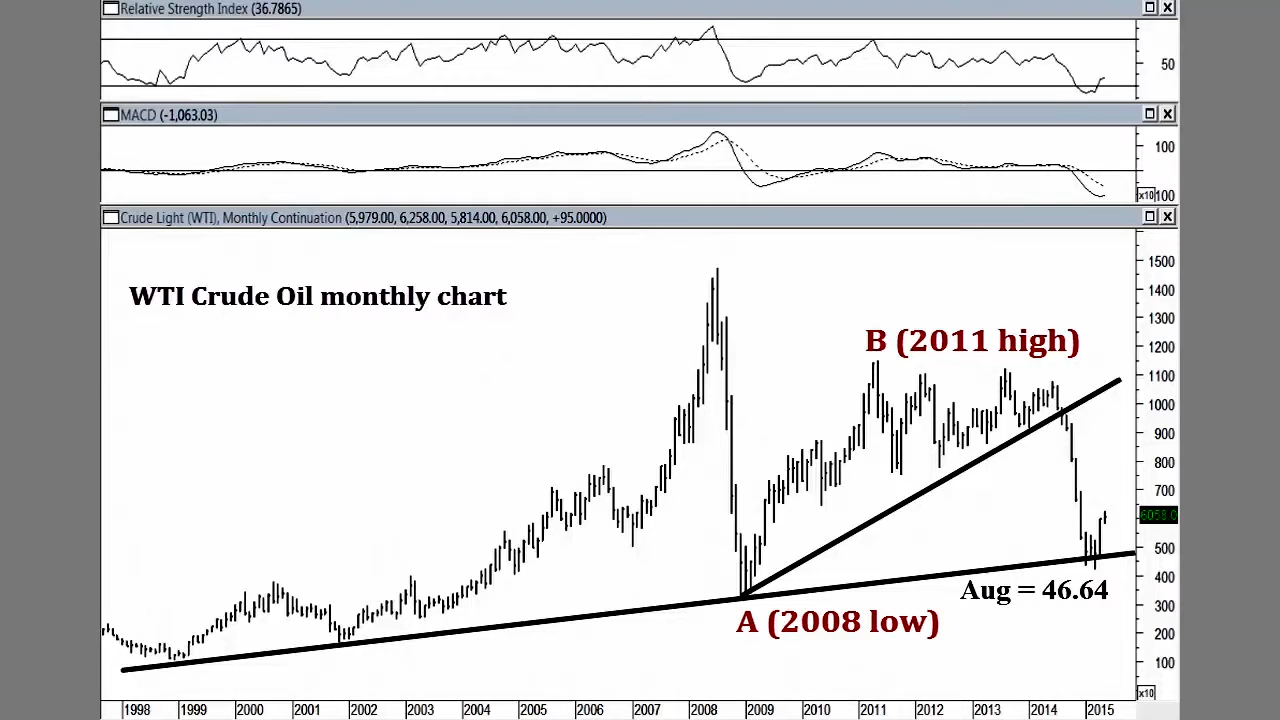 Relative Strength Index (36.7865)
50
MACD (-1,063.03)
100
x10 100
Crude Light (WTI), Monthly Continuation (5,979.00, 6,258.00, 5,814.00, 6,058.00, +95.0000)
WTI Crude Oil monthly chart
B (2011 high)
A (2008 low)
Aug = 46.64
1500
1400
1300
1200
1100
1000
900
800
700
6058.0
500
400
300
200
100
x10
1998 1999 2000 2001 2002 2003 2004 2005 2006 2007 2008 2009 2010 2011 2012 2013 2014 2015